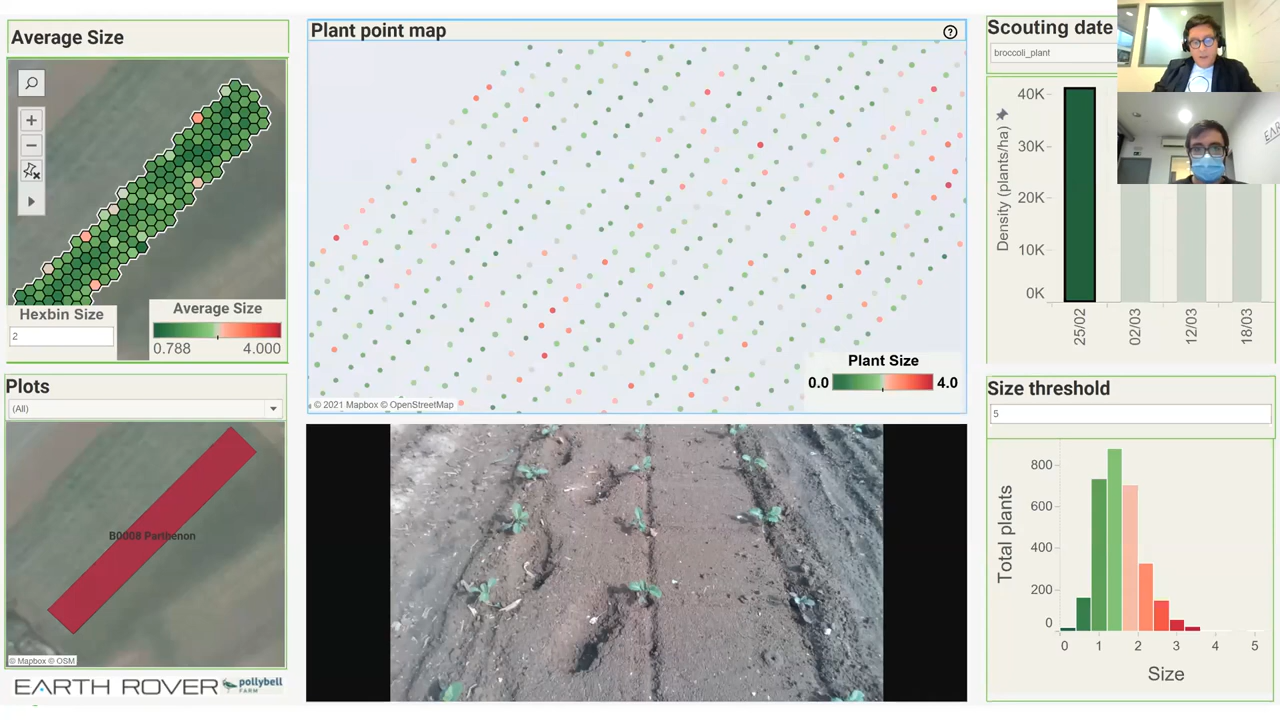 Average Size
Hexbin Size
2
Average Size
0.788 4.000
Plots
(All)
B0008 Parthenon
© Mapbox © OSM
EARTH ROVER
pollybell
FARM
Plant point map
?
Plant Size
0.0 4.0
© 2021 Mapbox © OpenStreetMap
Scouting date
broccoli_plant
Density (plants/ha)
40K
30K
20K
10K
0K
25/02 02/03 12/03 18/03
EARTH
Size threshold
5
Total plants
800
600
400
200
0
0 1 2 3 4 5
Size